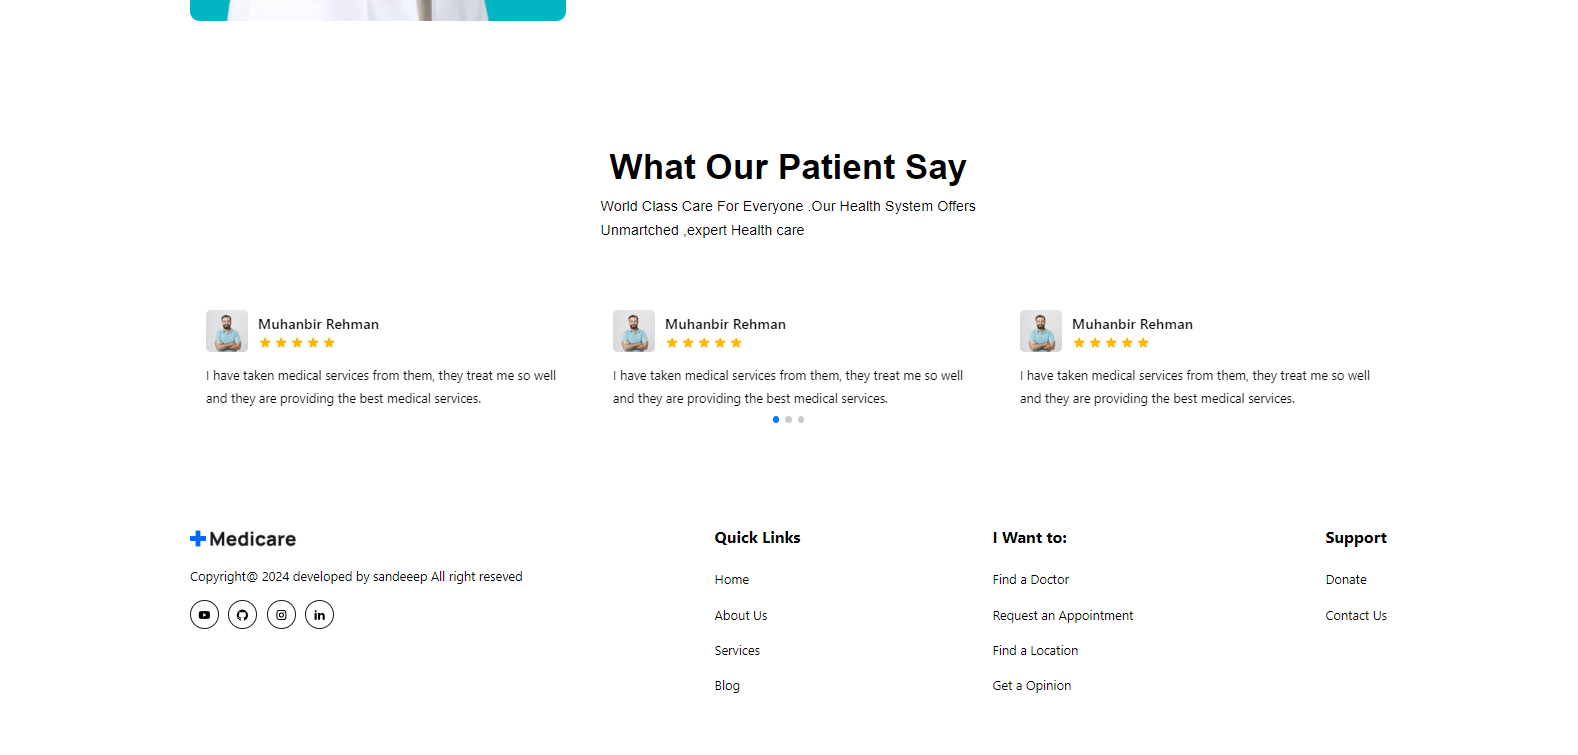 What Our Patient Say
World Class Care For Everyone .Our Health System Offers
Unmartched ,expert Health care
Muhanbir Rehman
I have taken medical services from them, they treat me so well
and they are providing the best medical services.
Muhanbir Rehman
I have taken medical services from them, they treat me so well
and they are providing the best medical services.
Muhanbir Rehman
I have taken medical services from them, they treat me so well
and they are providing the best medical services.
Medicare
Copyright@ 2024 developed by sandeeep All right reseved
in
Quick Links
Home
About Us
Services
Blog
I Want to:
Find a Doctor
Request an Appointment
Find a Location
Get a Opinion
Support
Donate
Contact Us